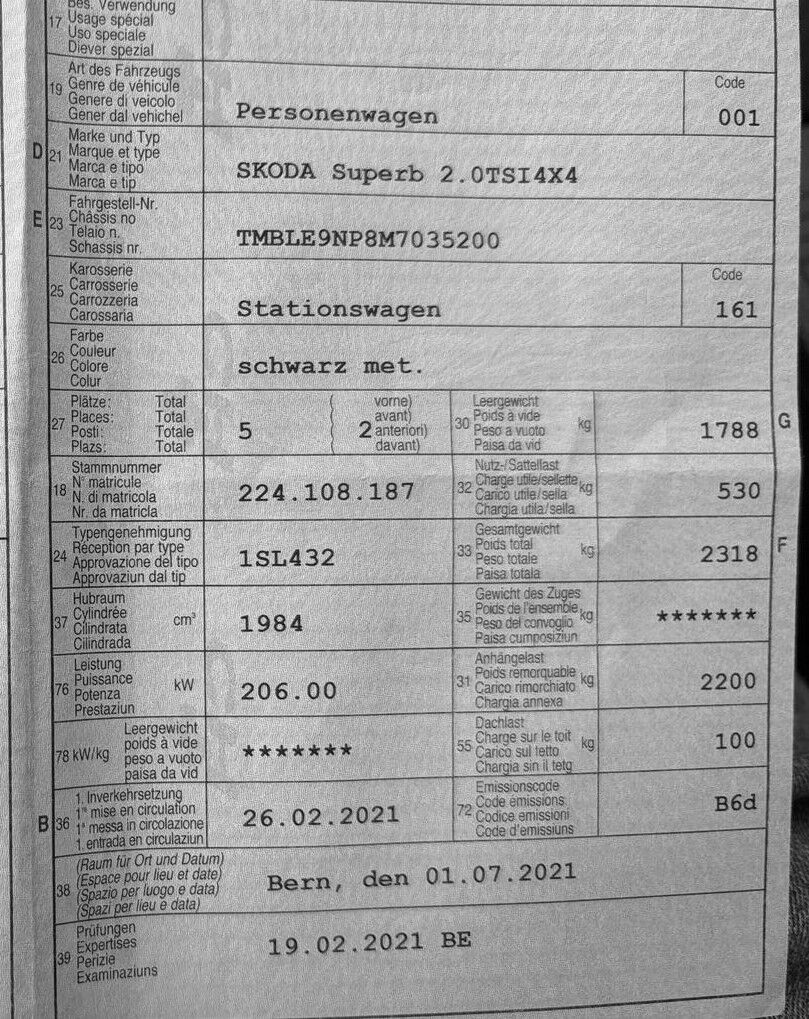 Bes. Verwendung
17 Usage spécial
Uso speciale
Diever spezial
Art des Fahrzeugs
19 Genre de véhicule
Genere di veicolo
Gener dal vehichel
Personenwagen
Code
001
D 21 Marke und Typ
Marque et type
Marca e tipo
Marca e tip
SKODA Superb 2.0TSI4X4
E 23 Fahrgestell-Nr.
Châssis no
Telaio n.
Schassis nr.
TMBLE9NP8M7035200
25 Karosserie
Carrosserie
Carrozzeria
Carossaria
Stationswagen
Code
161
26 Farbe
Couleur
Colore
Colur
schwarz met.
27 Plätze: Total
Places: Total
Posti: Totale
Plazs: Total
5
( vorne)
( avant)
2 anteriori)
( davant)
30 Leergewicht
Poids à vide
Peso a vuoto
Paisa da vid
kg
1788 G
18 Stammnummer
N° matricule
N. di matricola
Nr. da matricla
224.108.187
32 Nutz-/Sattellast
Charge utile/sellette
Carico utile/sella
Chargia utila/sella
kg
530
24 Typengenehmigung
Réception par type
Approvazione del tipo
Approvaziun dal tip
1SL432
33 Gesamtgewicht
Poids total
Peso totale
Paisa totala
kg
2318 F
37 Hubraum
Cylindrée
Cilindrata
Cilindrada
cm³
1984
35 Gewicht des Zuges
Poids de l'ensemble
Peso del convoglio
Paisa cumposiziun
kg
*******
76 Leistung
Puissance
Potenza
Prestaziun
kW
206.00
31 Anhängelast
Poids remorquable
Carico rimorchiato
Chargia annexa
kg
2200
78 kW/kg
Leergewicht
poids à vide
peso a vuoto
paisa da vid
*******
55 Dachlast
Charge sur le toit
Carico sul tetto
Chargia sin il tetg
kg
100
B 36 1. Inverkehrsetzung
1re mise en circulation
1a messa in circolazione
1. entrada en circulaziun
26.02.2021
72 Emissionscode
Code émissions
Codice emissioni
Code d'emissiuns
B6d
38 (Raum für Ort und Datum)
(Espace pour lieu et date)
(Spazio per luogo e data)
(Spazi per lieu e data)
Bern, den 01.07.2021
39 Prüfungen
Expertises
Perizie
Examinaziuns
19.02.2021 BE